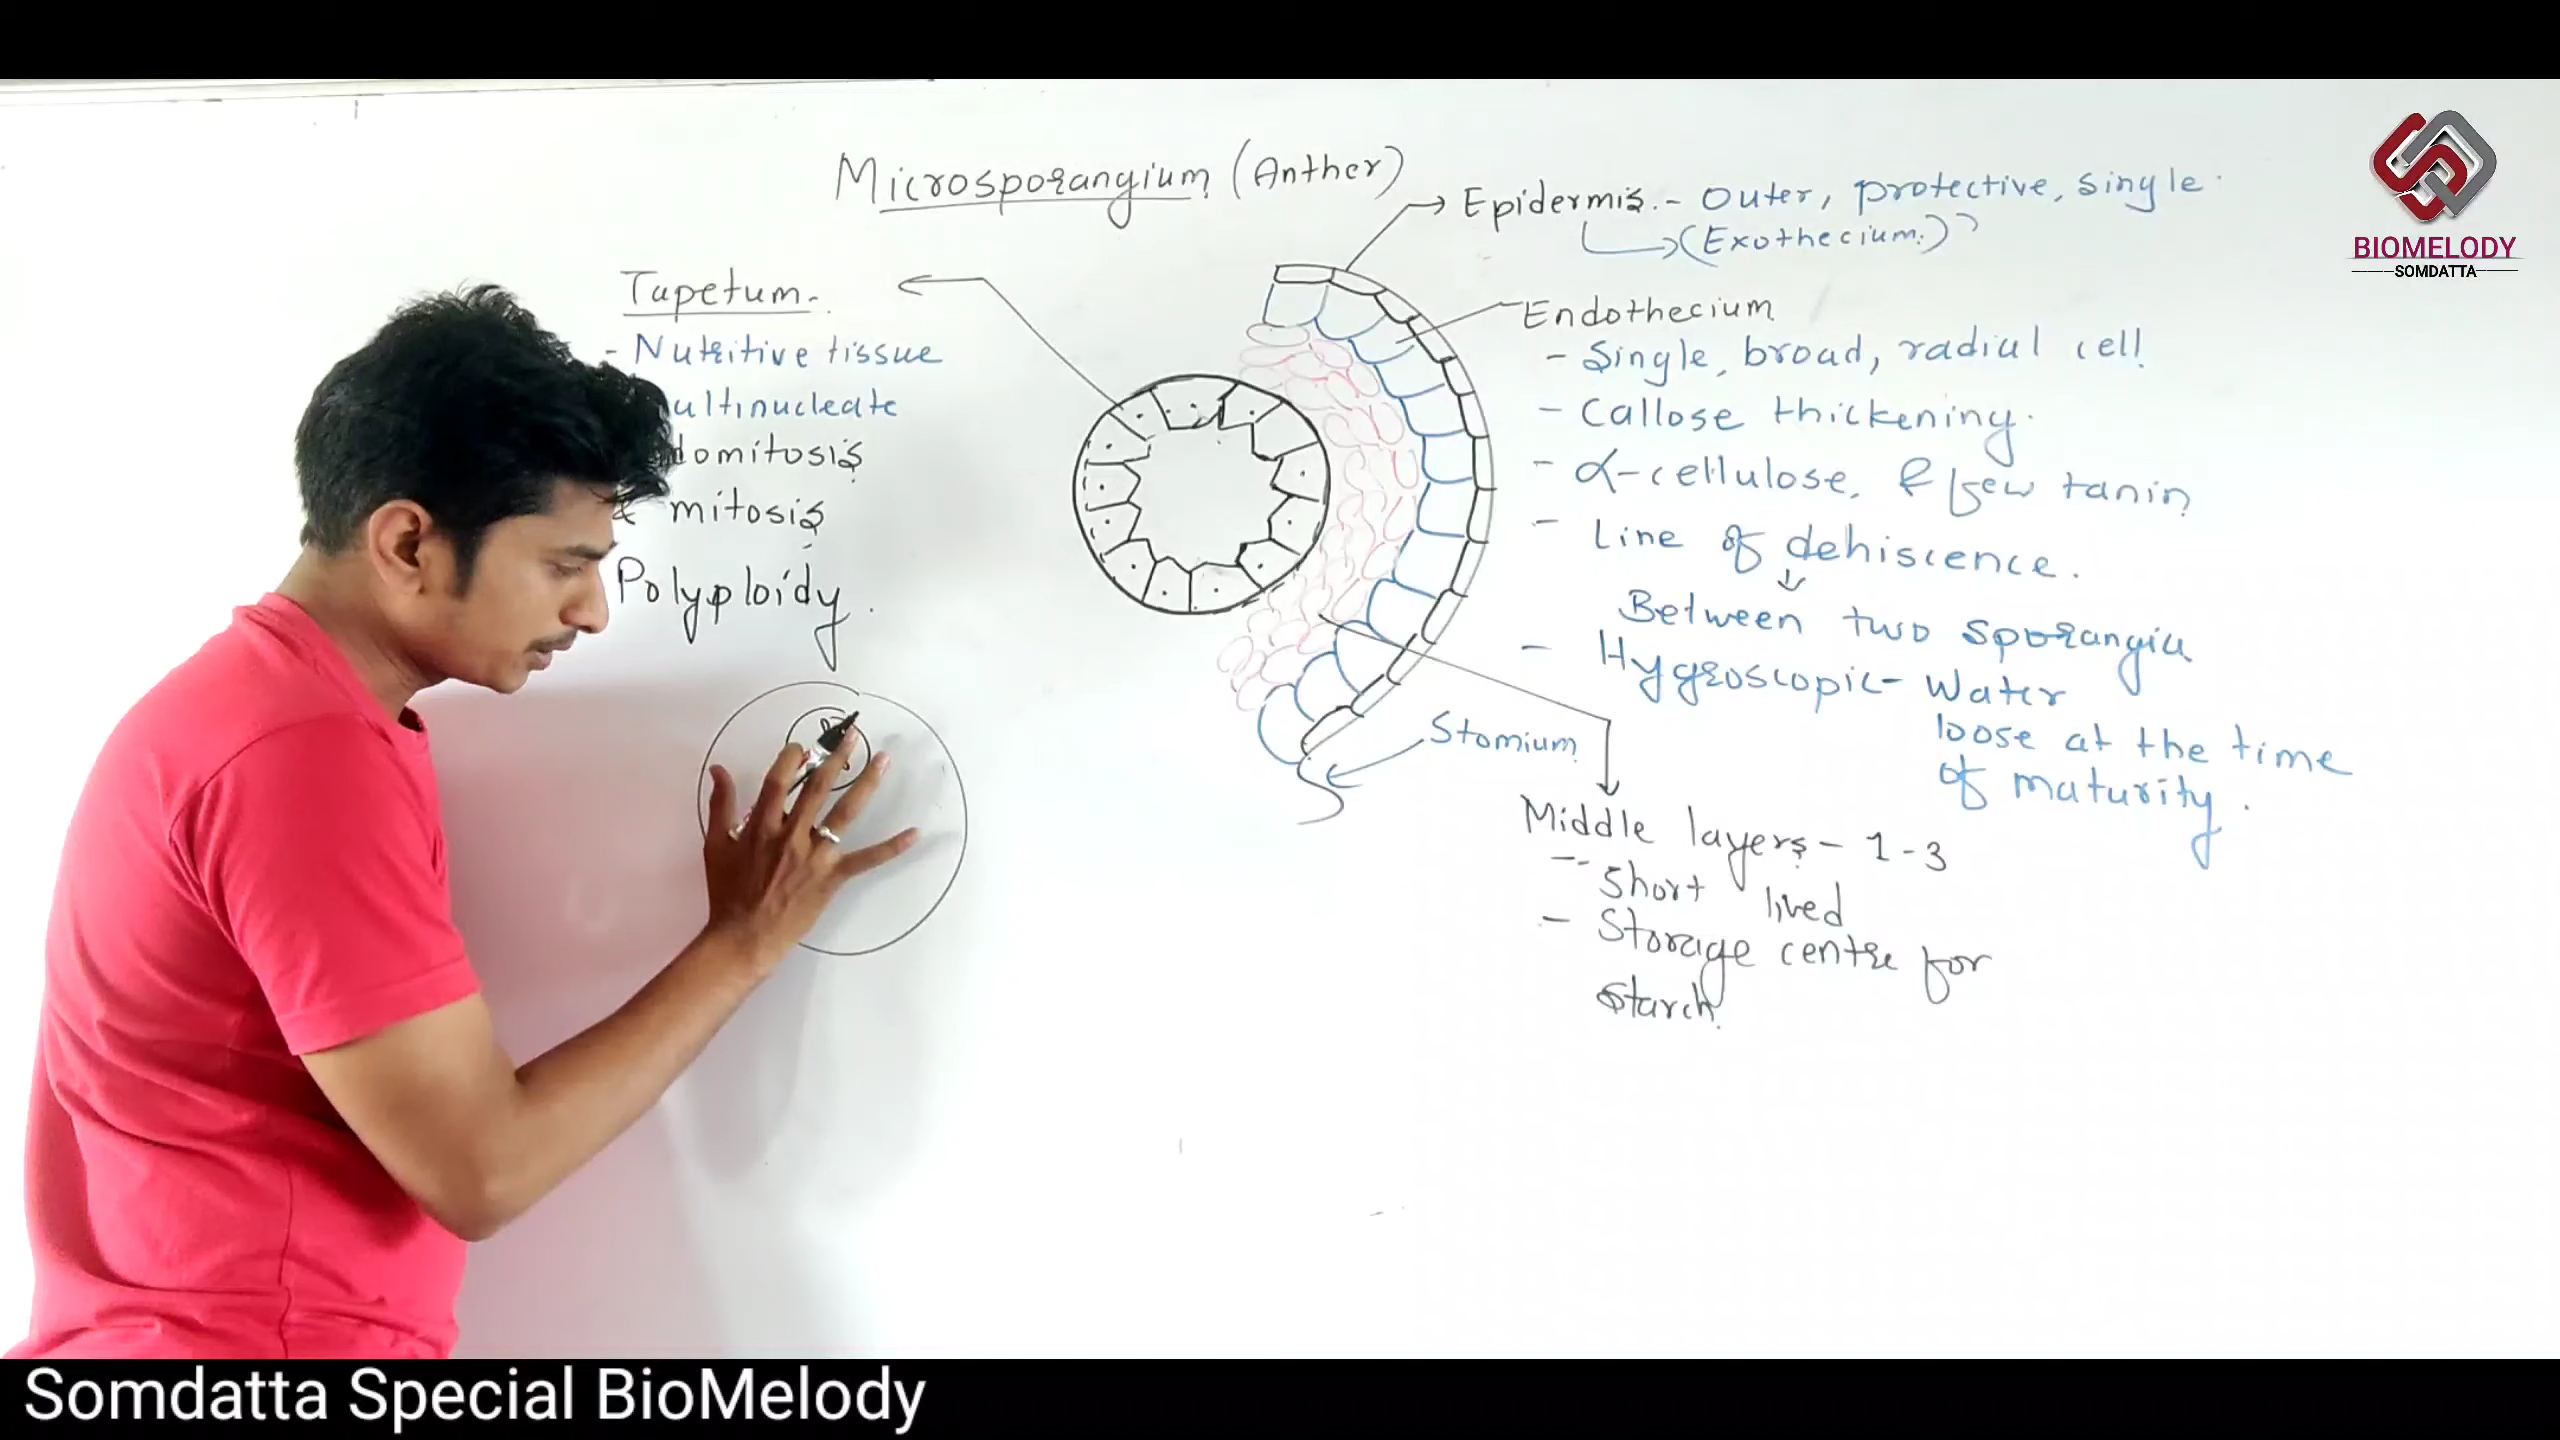 Microsporangium (Anther)
Epidermis.- Outer, protective, single
(Exothecium.)
Tapetum.
- Nutritive tissue
ultinucleate
domitosis
& mitosis
Polyploidy.
Endothecium
- Single, broad, radial cell
- Callose thickening.
- α-cellulose, & few tanin
- Line of dehiscence.
Between two sporangia
- Hygroscopic- Water
loose at the time
of maturity.
Stomium
Middle layers- 1-3
-- Short lived
- Storage centre for
Starch.
BIOMELODY
SOMDATTA
Somdatta Special BioMelody